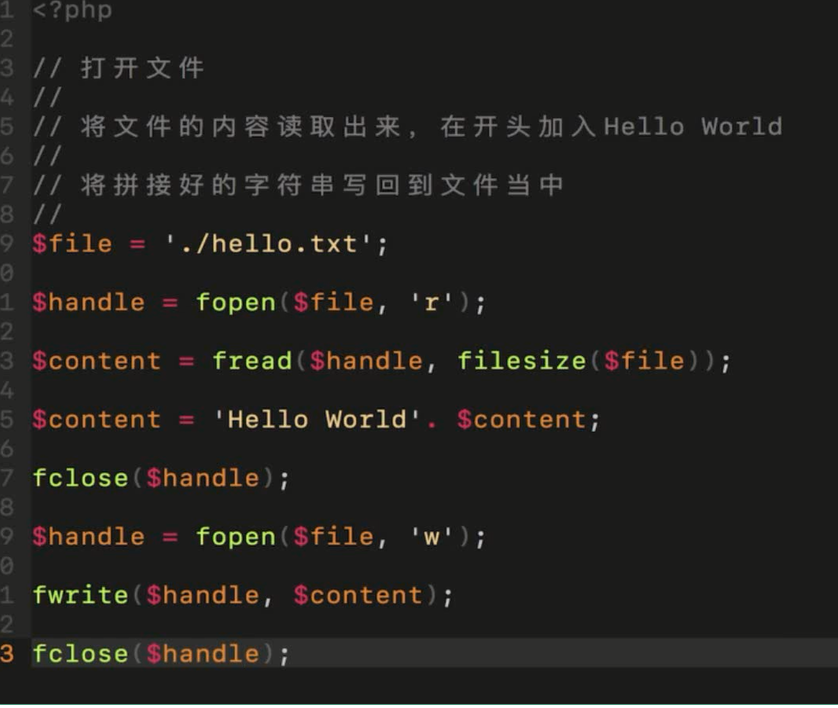 1 <?php
2
3 // 打开文件
4 //
5 // 将文件的内容读取出来，在开头加入Hello World
6 //
7 // 将拼接好的字符串写回到文件当中
8 //
9 $file = './hello.txt';
0
1 $handle = fopen($file, 'r');
2
3 $content = fread($handle, filesize($file));
4
5 $content = 'Hello World'. $content;
6
7 fclose($handle);
8
9 $handle = fopen($file, 'w');
0
1 fwrite($handle, $content);
2
3 fclose($handle);